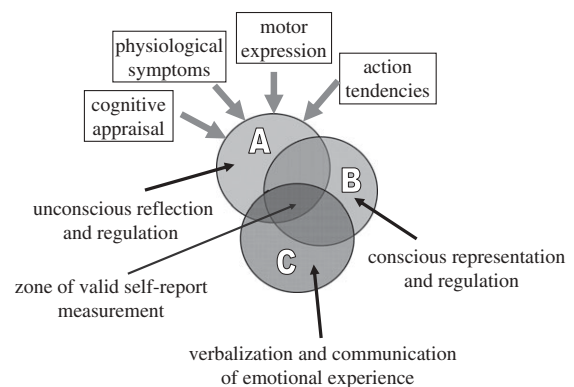 motor
expression
physiological
symptoms
action
tendencies
cognitive
appraisal
A
B
unconscious reflection
and regulation
C
conscious representation
and regulation
zone of valid self-report
measurement
verbalization and communication
of emotional experience